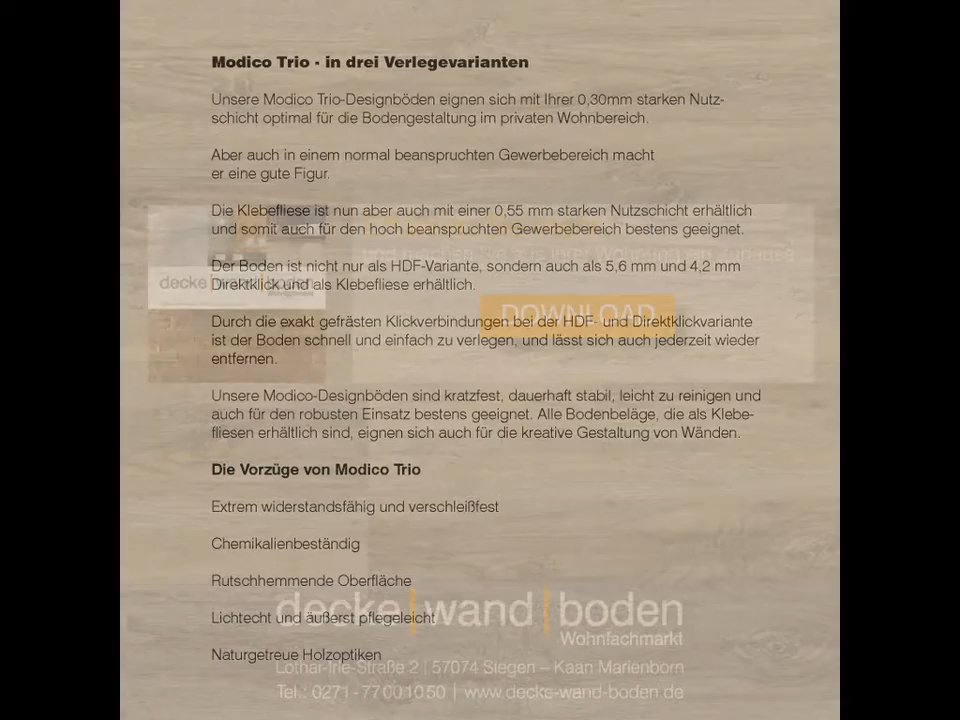 Modico Trio - in drei Verlegevarianten
Unsere Modico Trio-Designböden eignen sich mit Ihrer 0,30mm starken Nutz-
schicht optimal für die Bodengestaltung im privaten Wohnbereich.
Aber auch in einem normal beanspruchten Gewerbebereich macht
er eine gute Figur.
Die Klebefliese ist nun aber auch mit einer 0,55 mm starken Nutzschicht erhältlich
und somit auch für den hoch beanspruchten Gewerbebereich bestens geeignet.
Der Boden ist nicht nur als HDF-Variante, sondern auch als 5,6 mm und 4,2 mm
Direktklick und als Klebefliese erhältlich.
decke wand boden
Wohnfachmarkt
DOWNLOAD
Durch die exakt gefrästen Klickverbindungen bei der HDF- und Direktklickvariante
ist der Boden schnell und einfach zu verlegen, und lässt sich auch jederzeit wieder
entfernen.
Unsere Modico-Designböden sind kratzfest, dauerhaft stabil, leicht zu reinigen und
auch für den robusten Einsatz bestens geeignet. Alle Bodenbeläge, die als Klebe-
fliesen erhältlich sind, eignen sich auch für die kreative Gestaltung von Wänden.
Die Vorzüge von Modico Trio
Extrem widerstandsfähig und verschleißfest
Chemikalienbeständig
Rutschhemmende Oberfläche
decke|wand|boden
Lichtecht und äußerst pflegeleicht
Wohnfachmarkt
Naturgetreue Holzoptiken
Lothar-Irle-Straße 2 | 57074 Siegen – Kaan Marienborn
Tel.: 0271 - 77001050 | www.decke-wand-boden.de